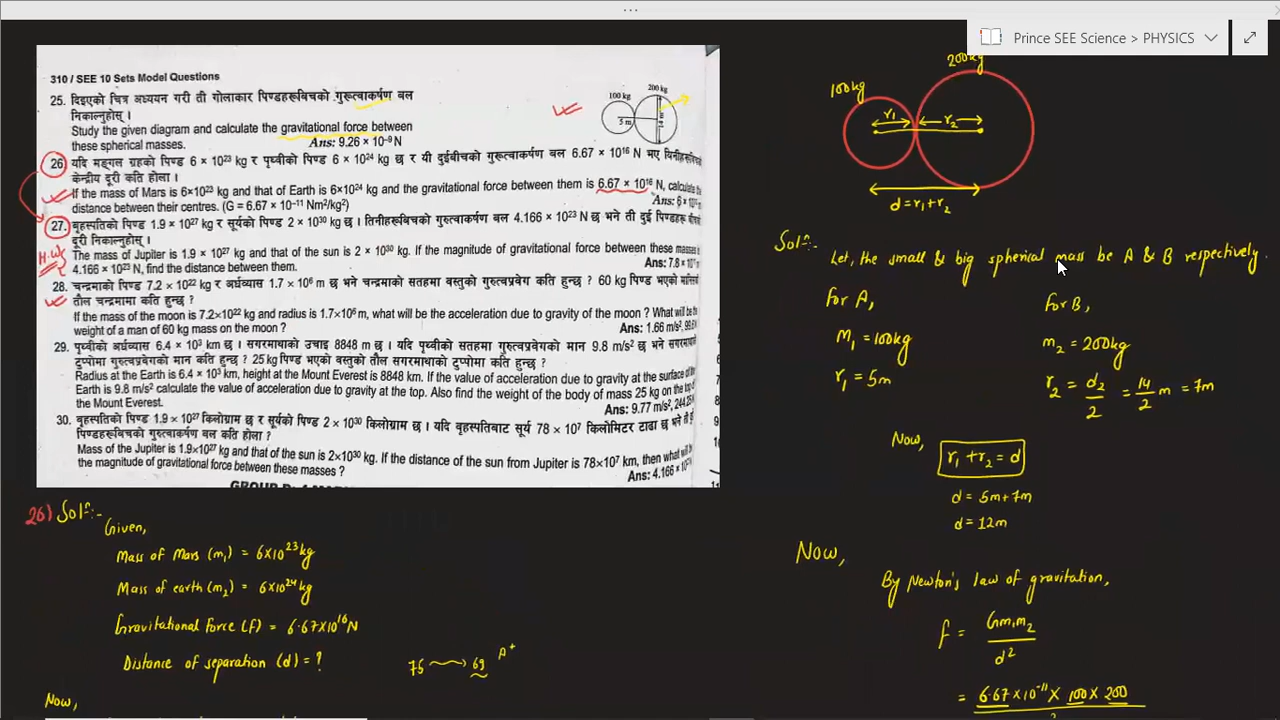 Prince SEE Science > PHYSICS
310 / SEE 10 Sets Model Questions
25. दिइएको चित्र अध्ययन गरी ती गोलाकार पिण्डहरूबिचको गुरुत्वाकर्षण बल
निकाल्नुहोस् ।
Study the given diagram and calculate the gravitational force between
these spherical masses. Ans: 9.26 × 10⁻⁹ N
100 kg 200 kg
5 m 14 m
26. यदि मङ्गल ग्रहको पिण्ड 6 × 10²³ kg र पृथ्वीको पिण्ड 6 × 10²⁴ kg छ र यी दुईबीचको गुरुत्वाकर्षण बल 6.67 × 10¹⁶ N भए यिनीहरूबिचको
केन्द्रीय दूरी कति होला ।
If the mass of Mars is 6×10²³ kg and that of Earth is 6×10²⁴ kg and the gravitational force between them is 6.67 × 10¹⁶ N, calculate the
distance between their centres. (G = 6.67 × 10⁻¹¹ Nm²/kg²) Ans: 6 × 10
27. बृहस्पतिको पिण्ड 1.9 × 10²⁷ kg र सूर्यको पिण्ड 2 × 10³⁰ kg छ । तिनीहरूबिचको गुरुत्वाकर्षण बल 4.166 × 10²³ N छ भने ती दुई पिण्डहरू बीचको
दूरी निकाल्नुहोस् ।
H.W
The mass of Jupiter is 1.9 × 10²⁷ kg and that of the sun is 2 × 10³⁰ kg. If the magnitude of gravitational force between these masses is
4.166 × 10²³ N, find the distance between them. Ans: 7.8 × 10
28. चन्द्रमाको पिण्ड 7.2 × 10²² kg र अर्धव्यास 1.7 × 10⁶ m छ भने चन्द्रमाको सतहमा वस्तुको गुरुत्वप्रवेग कति हुन्छ ? 60 kg पिण्ड भएको मानिसको
तौल चन्द्रमामा कति हुन्छ ?
If the mass of the moon is 7.2×10²² kg and radius is 1.7×10⁶ m, what will be the acceleration due to gravity of the moon ? What will be the
weight of a man of 60 kg mass on the moon ? Ans: 1.66 m/s², 99.6
29. पृथ्वीको अर्धव्यास 6.4 × 10³ km छ । सगरमाथाको उचाइ 8848 m छ । यदि पृथ्वीको सतहमा गुरुत्वप्रवेगको मान 9.8 m/s² छ भने सगरमाथाको
टुप्पोमा गुरुत्वप्रवेगको मान कति हुन्छ ? 25 kg पिण्ड भएको वस्तुको तौल सगरमाथाको टुप्पोमा कति हुन्छ ?
Radius at the Earth is 6.4 × 10³ km, height at the Mount Everest is 8848 km. If the value of acceleration due to gravity at the surface of the
Earth is 9.8 m/s² calculate the value of acceleration due to gravity at the top. Also find the weight of the body of mass 25 kg on the top of
the Mount Everest. Ans: 9.77 m/s², 244.25 N
30. बृहस्पतिको पिण्ड 1.9 × 10²⁷ किलोग्राम छ र सूर्यको पिण्ड 2 × 10³⁰ किलोग्राम छ । यदि बृहस्पतिबाट सूर्य 78 × 10⁷ किलोमिटर टाढा छ भने ती
पिण्डहरूबिचको गुरुत्वाकर्षण बल कति होला ?
Mass of the Jupiter is 1.9×10²⁷ kg and that of the sun is 2×10³⁰ kg. If the distance of the sun from Jupiter is 78×10⁷ km, then what will be
the magnitude of gravitational force between these masses ? Ans: 4.166 × 10
26) Solⁿ:-
Given,
Mass of Mars (m₁) = 6×10²³ kg
Mass of earth (m₂) = 6×10²⁴ kg
Gravitational force (f) = 6.67×10¹⁶ N
Distance of separation (d) = ?
75 69 A⁺
Now,
100kg 200kg
r₁ r₂
d = r₁+r₂
Solⁿ:-
Let, the small & big spherical mass be A & B respectively.
for A, for B,
m₁ = 100kg m₂ = 200kg
r₁ = 5m r₂ = d₂/2 = 14/2 m = 7m
Now, r₁ + r₂ = d
d = 5m + 7m
d = 12m
Now,
By Newton's law of gravitation,
f = Gm₁m₂/d²
= 6.67 × 10⁻¹¹ × 100 × 200